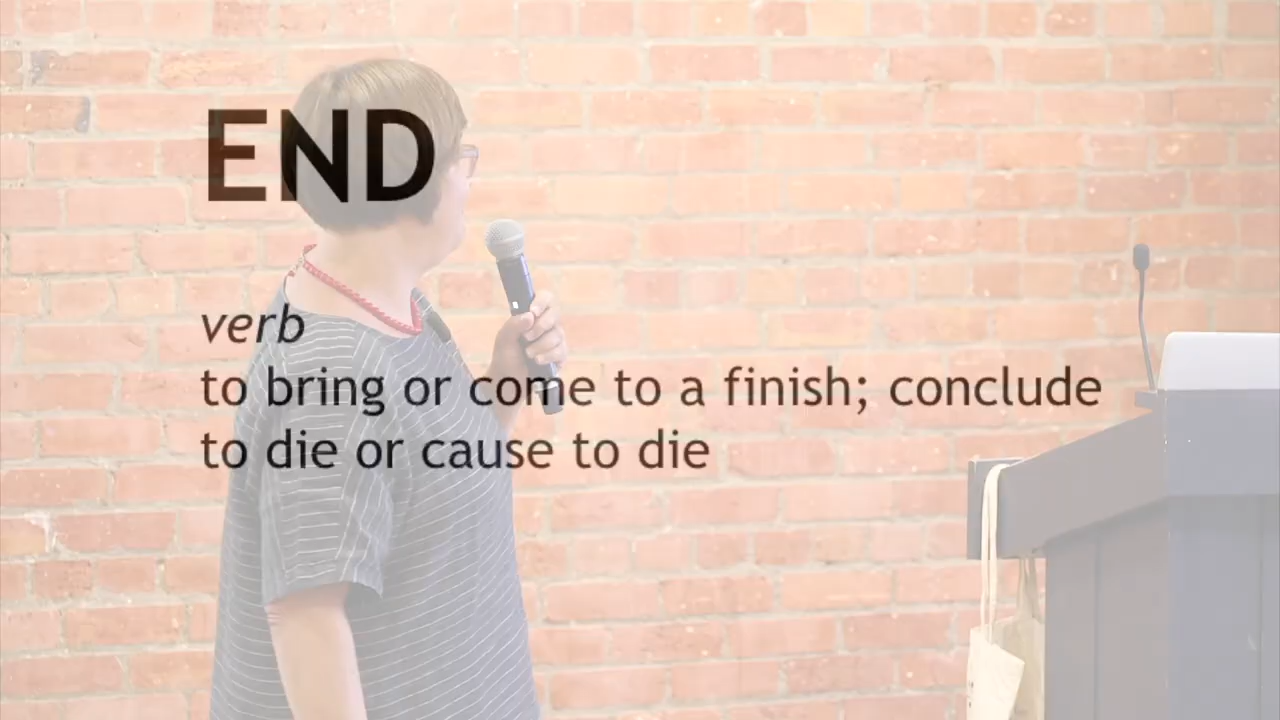 END
verb
to bring or come to a finish; conclude
to die or cause to die